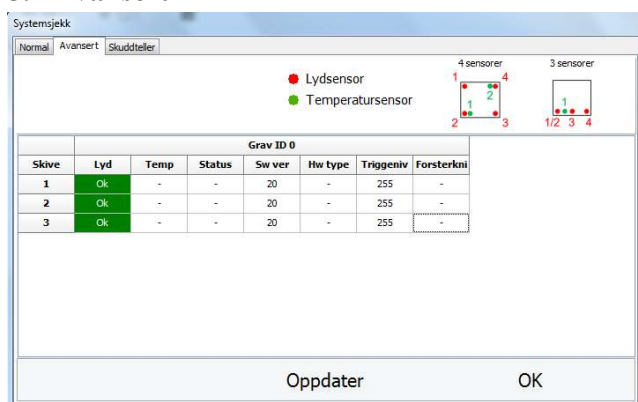 Systemsjekk
Normal Avansert Skuddteller
4 sensorer 3 sensorer
Lydsensor
Temperatursensor
1 4
2
1
2 3
1
1/2 3 4
Grav ID 0
Skive Lyd Temp Status Sw ver Hw type Triggeniv Forsterkni
1 Ok - - 20 - 255 -
2 Ok - - 20 - 255 -
3 Ok - - 20 - 255 -
Oppdater OK